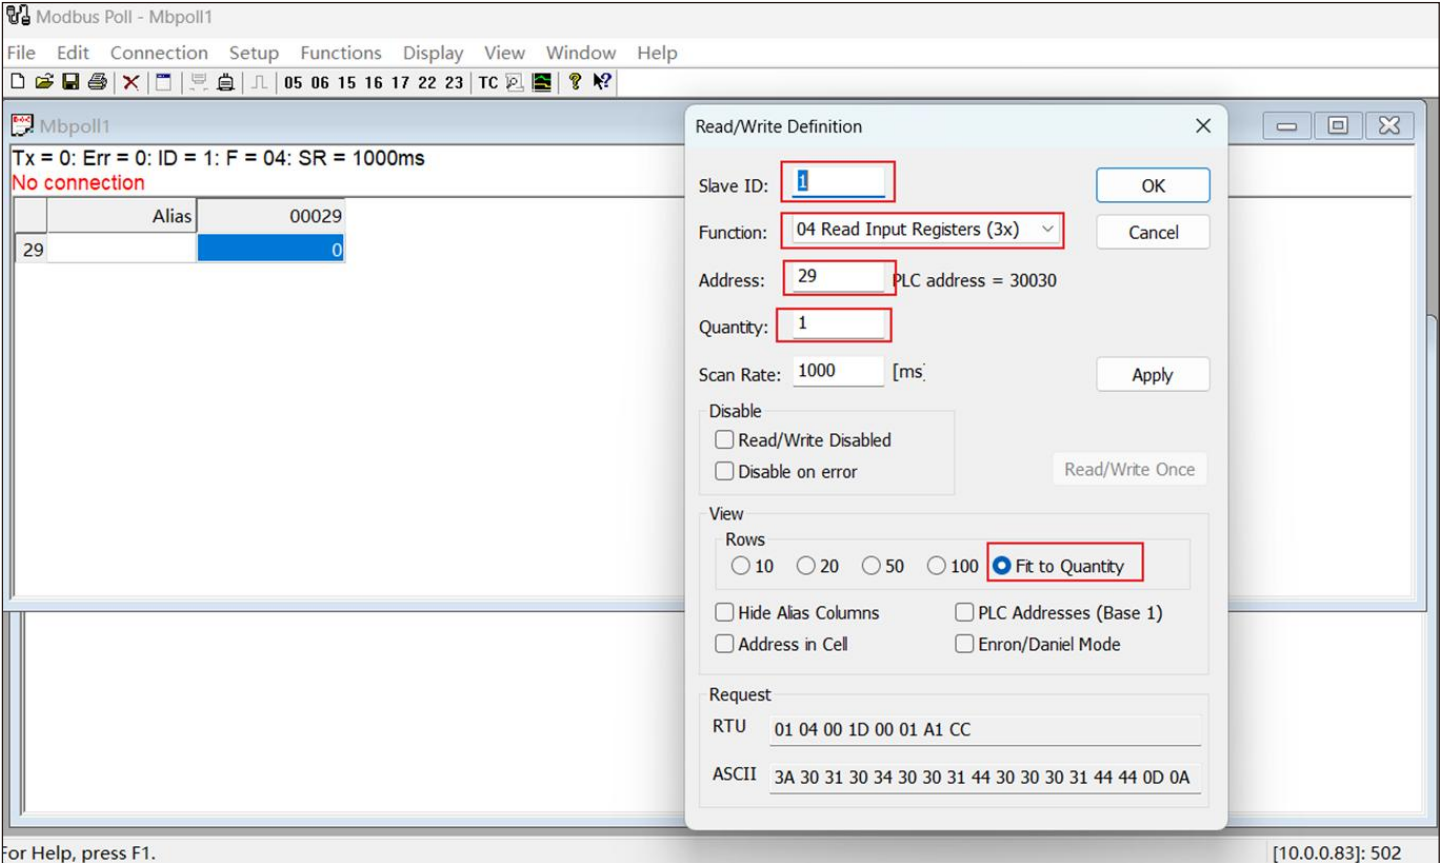 Modbus Poll - Mbpoll1
File Edit Connection Setup Functions Display View Window Help
05 06 15 16 17 22 23 TC
Mbpoll1
Tx = 0: Err = 0: ID = 1: F = 04: SR = 1000ms
No connection
Alias 00029
29 0
Read/Write Definition
Slave ID: 1 OK
Function: 04 Read Input Registers (3x) Cancel
Address: 29 PLC address = 30030
Quantity: 1
Scan Rate: 1000 [ms] Apply
Disable
Read/Write Disabled
Disable on error
Read/Write Once
View
Rows
10 20 50 100 Fit to Quantity
Hide Alias Columns PLC Addresses (Base 1)
Address in Cell Enron/Daniel Mode
Request
RTU 01 04 00 1D 00 01 A1 CC
ASCII 3A 30 31 30 34 30 30 31 44 30 30 30 31 44 44 0D 0A
For Help, press F1. [10.0.0.83]: 502